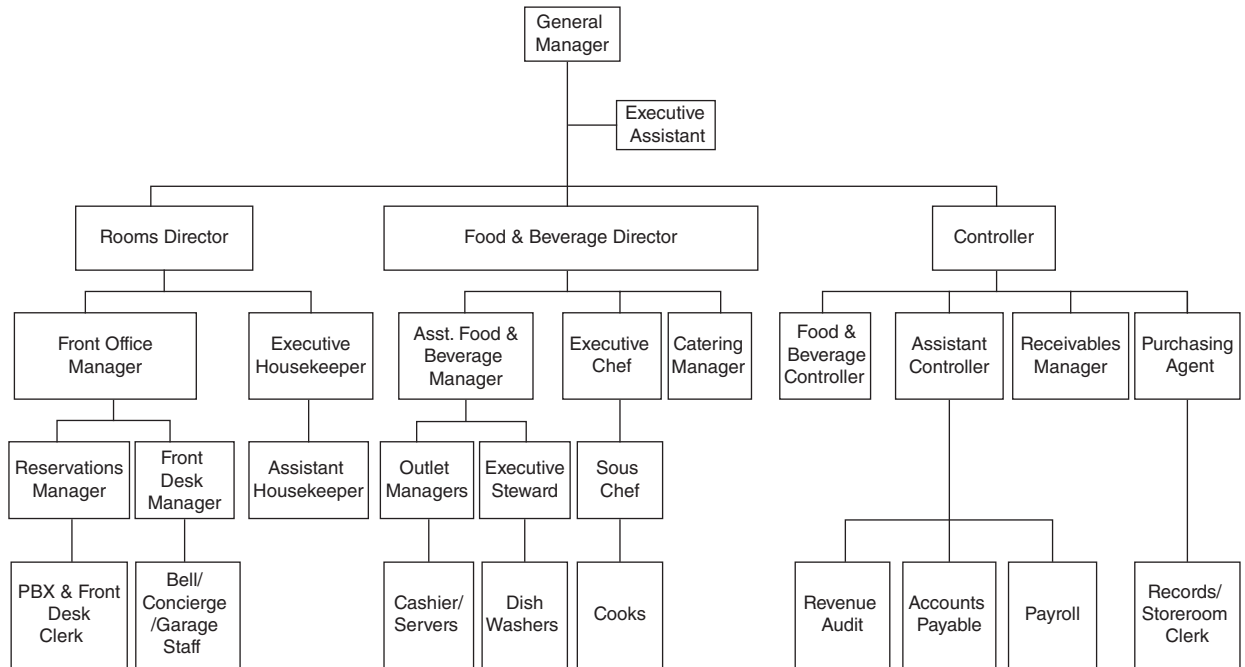 General
Manager
Executive
Assistant
Rooms Director
Food & Beverage Director
Controller
Front Office
Manager
Executive
Housekeeper
Asst. Food &
Beverage
Manager
Executive
Chef
Catering
Manager
Food &
Beverage
Controller
Assistant
Controller
Receivables
Manager
Purchasing
Agent
Reservations
Manager
Front
Desk
Manager
Assistant
Housekeeper
Outlet
Managers
Executive
Steward
Sous
Chef
PBX & Front
Desk
Clerk
Bell/
Concierge
/Garage
Staff
Cashier/
Servers
Dish
Washers
Cooks
Revenue
Audit
Accounts
Payable
Payroll
Records/
Storeroom
Clerk